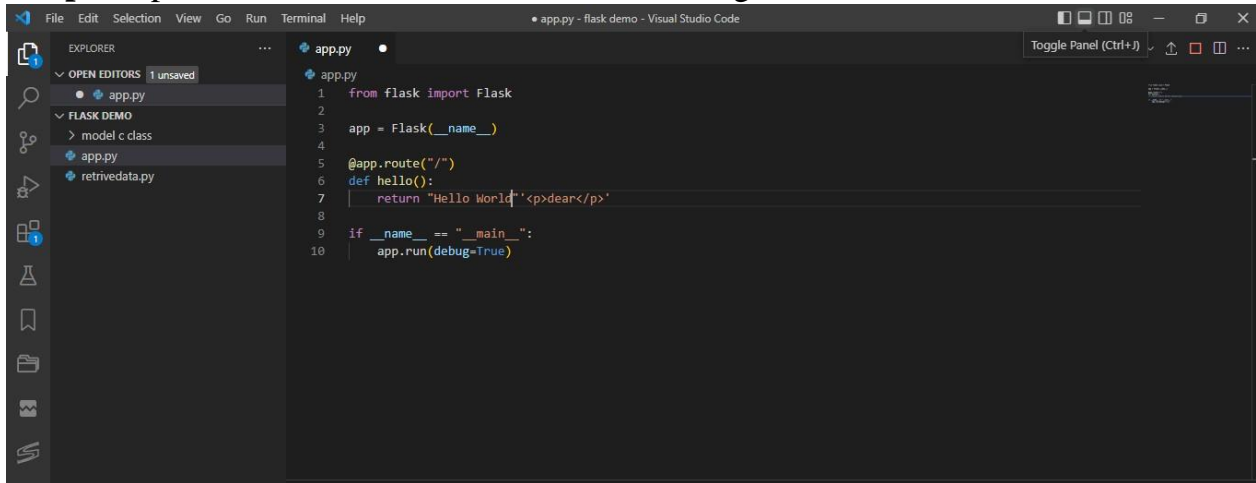 File Edit Selection View Go Run Terminal Help
● app.py - flask demo - Visual Studio Code
Toggle Panel (Ctrl+J)
EXPLORER
OPEN EDITORS 1 unsaved
app.py
FLASK DEMO
model c class
app.py
retrivedata.py
1
1
app.py
app.py
1 from flask import Flask
2
3 app = Flask(__name__)
4
5 @app.route("/")
6 def hello():
7 return "Hello World"'<p>dear</p>'
8
9 if __name__ == "__main__":
10 app.run(debug=True)